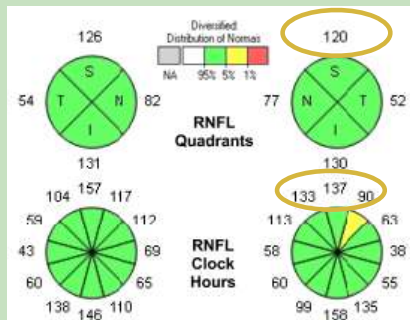 Diversified
Distribution of Normas
NA 95% 5% 1%
126
S
54 T N 82
I
131
RNFL
Quadrants
120
S
77 N T 52
I
130
157
104 117
59 112
43 69
60 65
138 110
146
RNFL
Clock
Hours
137
133 90
113 63
58 38
60 55
99 135
158